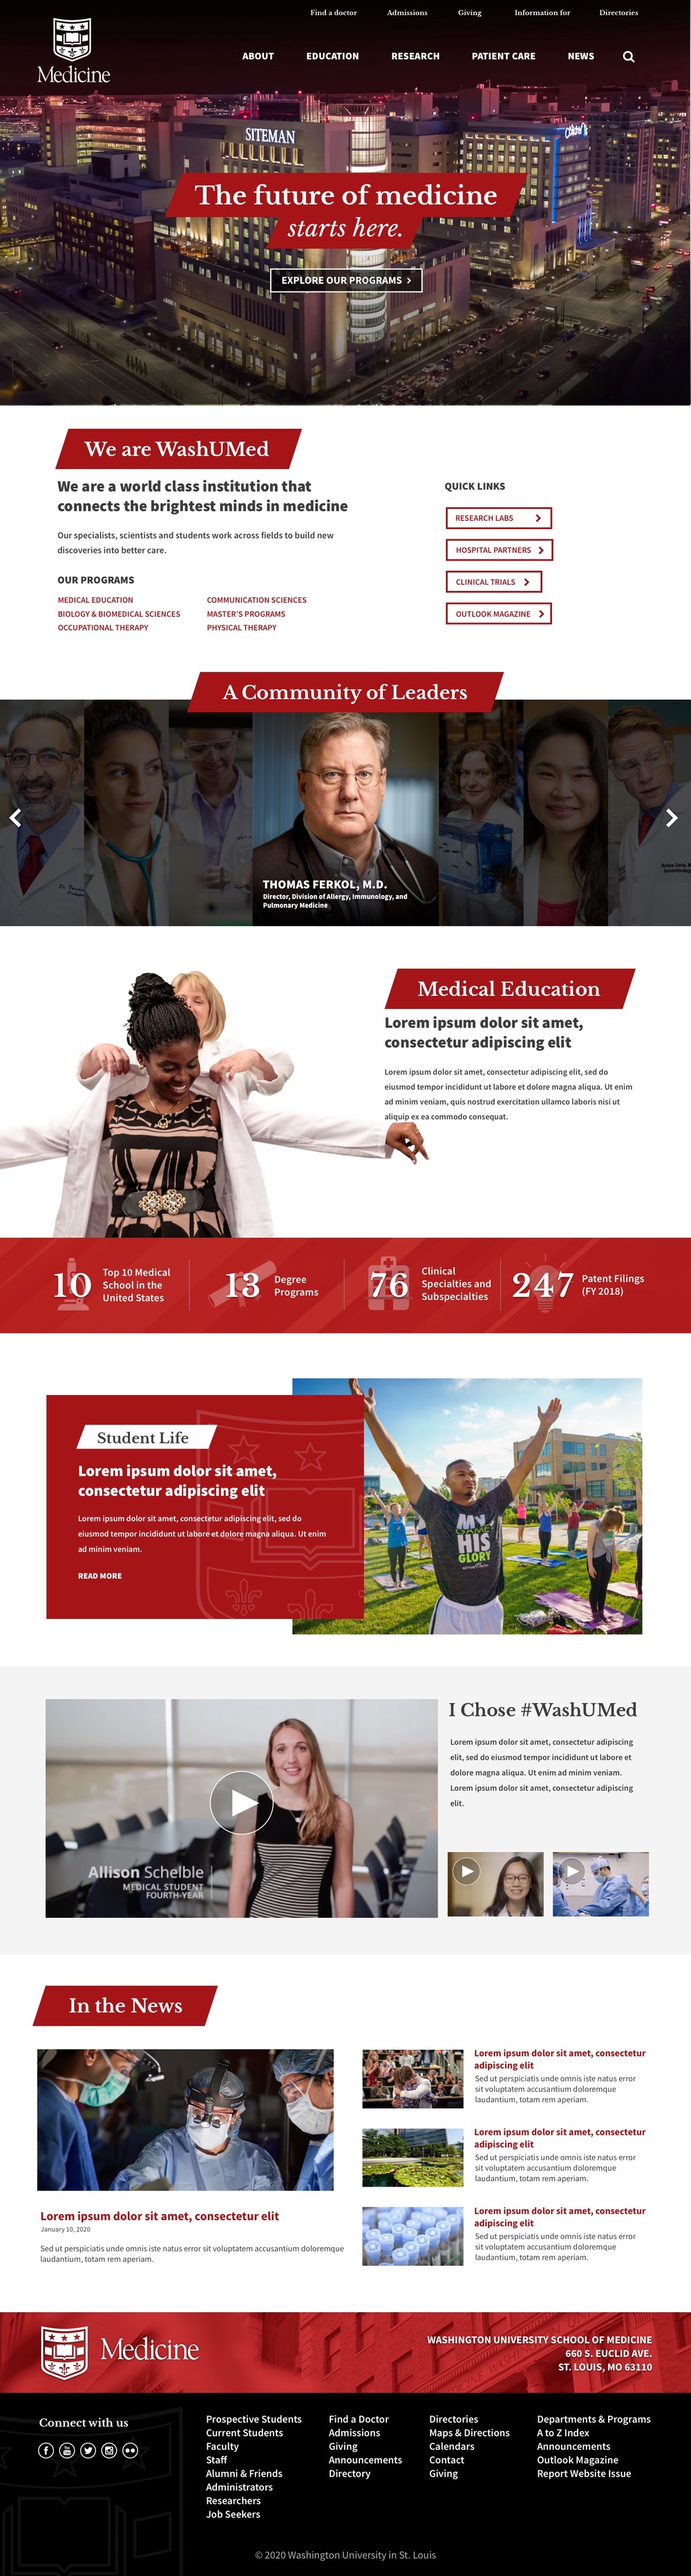 Find a doctor
Admissions
Giving
Information for
Directories
Medicine
ABOUT
EDUCATION
RESEARCH
PATIENT CARE
NEWS
SITEMAN
The future of medicine
starts here.
EXPLORE OUR PROGRAMS
We are WashUMed
We are a world class institution that
connects the brightest minds in medicine
Our specialists, scientists and students work across fields to build new
discoveries into better care.
OUR PROGRAMS
MEDICAL EDUCATION
BIOLOGY & BIOMEDICAL SCIENCES
OCCUPATIONAL THERAPY
COMMUNICATION SCIENCES
MASTER'S PROGRAMS
PHYSICAL THERAPY
QUICK LINKS
RESEARCH LABS
HOSPITAL PARTNERS
CLINICAL TRIALS
OUTLOOK MAGAZINE
A Community of Leaders
THOMAS FERKOL, M.D.
Director, Division of Allergy, Immunology, and
Pulmonary Medicine
Medical Education
Lorem ipsum dolor sit amet,
consectetur adipiscing elit
Lorem ipsum dolor sit amet, consectetur adipiscing elit, sed do
eiusmod tempor incididunt ut labore et dolore magna aliqua. Ut enim
ad minim veniam, quis nostrud exercitation ullamco laboris nisi ut
aliquip ex ea commodo consequat.
10
Top 10 Medical
School in the
United States
13
Degree
Programs
76
Clinical
Specialties and
Subspecialties
247
Patent Filings
(FY 2018)
Student Life
Lorem ipsum dolor sit amet,
consectetur adipiscing elit
Lorem ipsum dolor sit amet, consectetur adipiscing elit, sed do
eiusmod tempor incididunt ut labore et dolore magna aliqua. Ut enim
ad minim veniam.
READ MORE
MY
GAME
HIS
GLORY
I Chose #WashUMed
Lorem ipsum dolor sit amet, consectetur adipiscing
elit, sed do eiusmod tempor incididunt ut labore et
dolore magna aliqua. Ut enim ad minim veniam.
Lorem ipsum dolor sit amet, consectetur adipiscing
elit.
Allison Schelble
MEDICAL STUDENT
FOURTH-YEAR
In the News
Lorem ipsum dolor sit amet, consectetur elit
January 10, 2020
Sed ut perspiciatis unde omnis iste natus error sit voluptatem accusantium doloremque
laudantium, totam rem aperiam.
Lorem ipsum dolor sit amet, consectetur
adipiscing elit
Sed ut perspiciatis unde omnis iste natus error
sit voluptatem accusantium doloremque
laudantium, totam rem aperiam.
Lorem ipsum dolor sit amet, consectetur
adipiscing elit
Sed ut perspiciatis unde omnis iste natus error
sit voluptatem accusantium doloremque
laudantium, totam rem aperiam.
Lorem ipsum dolor sit amet, consectetur
adipiscing elit
Sed ut perspiciatis unde omnis iste natus error
sit voluptatem accusantium doloremque
laudantium, totam rem aperiam.
Medicine
WASHINGTON UNIVERSITY SCHOOL OF MEDICINE
660 S. EUCLID AVE.
ST. LOUIS, MO 63110
Connect with us
Prospective Students
Current Students
Faculty
Staff
Alumni & Friends
Administrators
Researchers
Job Seekers
Find a Doctor
Admissions
Giving
Announcements
Directory
Directories
Maps & Directions
Calendars
Contact
Giving
Departments & Programs
A to Z Index
Announcements
Outlook Magazine
Report Website Issue
© 2020 Washington University in St. Louis